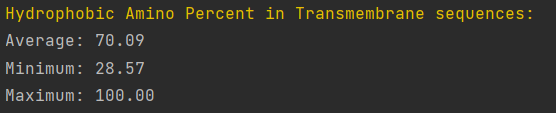 Hydrophobic Amino Percent in Transmembrane sequences:
Average: 70.09
Minimum: 28.57
Maximum: 100.00